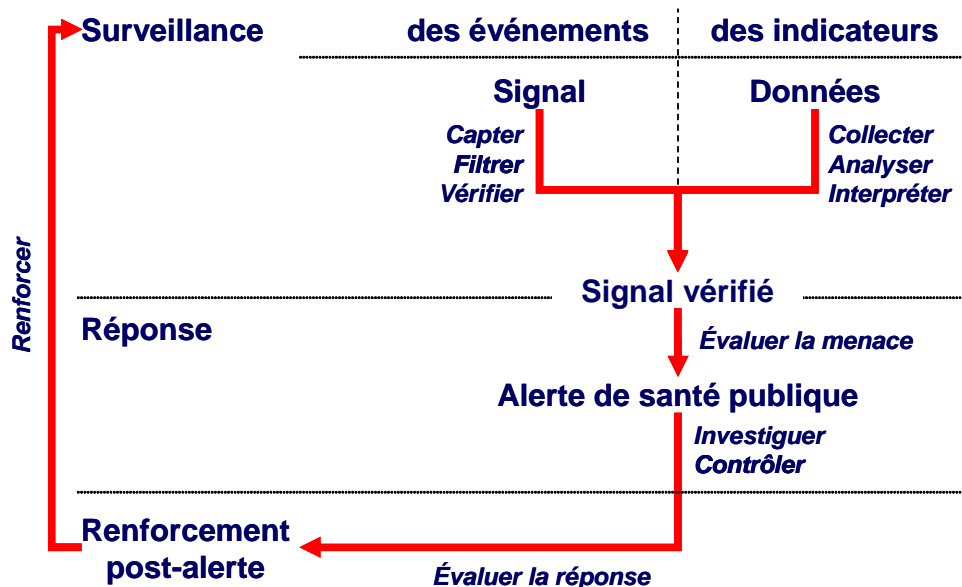 Surveillance des événements des indicateurs
Signal Données
Capter Collecter
Filtrer Analyser
Vérifier Interpréter
Renforcer
Signal vérifié
Réponse
Évaluer la menace
Alerte de santé publique
Investiguer
Contrôler
Renforcement
post-alerte
Évaluer la réponse